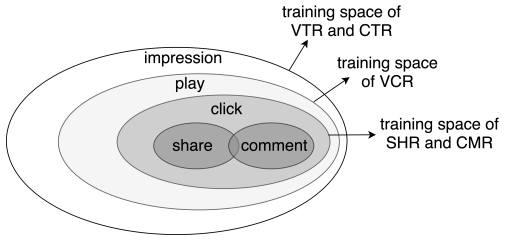 training space of
VTR and CTR
impression
training space
of VCR
play
click
training space of
SHR and CMR
share
comment